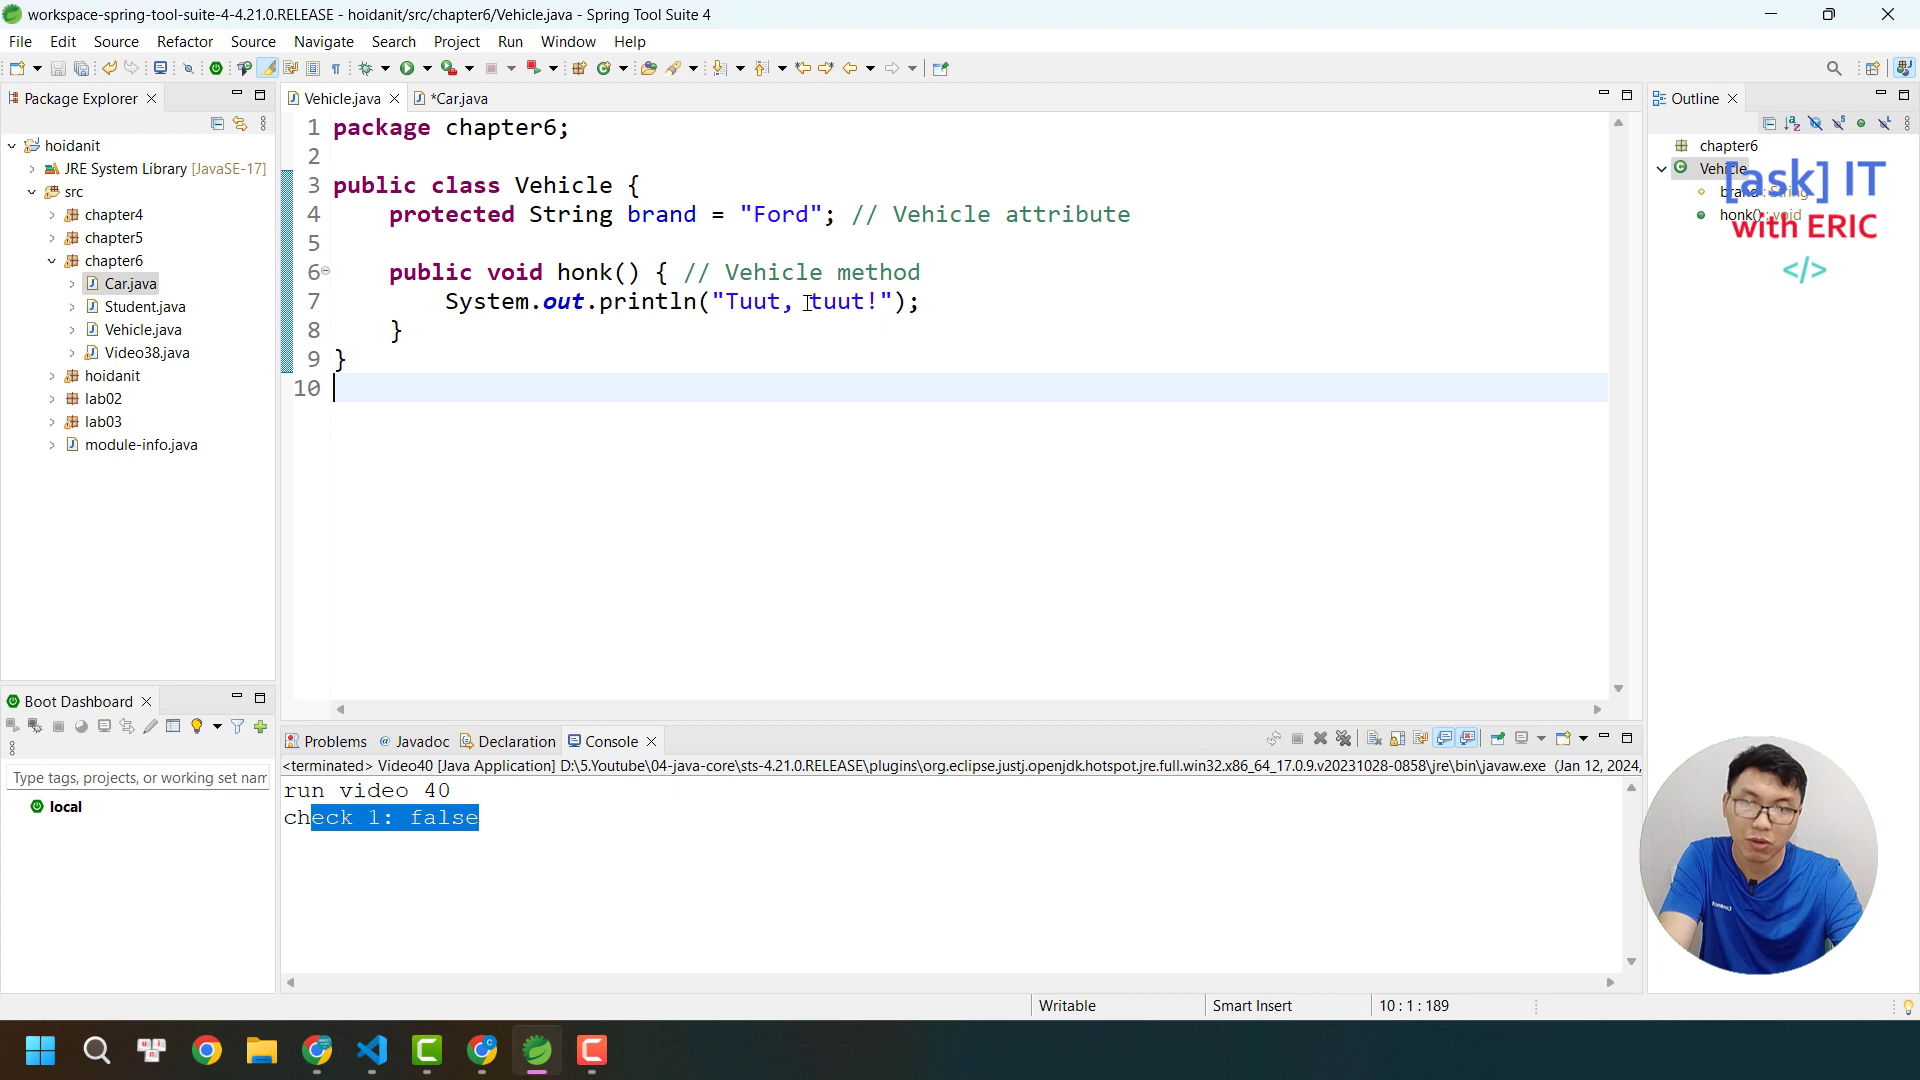 workspace-spring-tool-suite-4-4.21.0.RELEASE - hoidanit/src/chapter6/Vehicle.java - Spring Tool Suite 4
File Edit Source Refactor Source Navigate Search Project Run Window Help
Package Explorer
hoidanit
JRE System Library [JavaSE-17]
src
chapter4
chapter5
chapter6
Car.java
Student.java
Vehicle.java
Video38.java
hoidanit
lab02
lab03
module-info.java
Vehicle.java *Car.java
1 package chapter6;
2
3 public class Vehicle {
4 protected String brand = "Ford"; // Vehicle attribute
5
6 public void honk() { // Vehicle method
7 System.out.println("Tuut, tuut!");
8 }
9 }
10
Outline
chapter6
Vehicle
brand : String
honk() : void
[ask] IT
with ERIC
</>
Boot Dashboard
Type tags, projects, or working set nam
local
Problems @ Javadoc Declaration Console
<terminated> Video40 [Java Application] D:\5.Youtube\04-java-core\sts-4.21.0.RELEASE\plugins\org.eclipse.justj.openjdk.hotspot.jre.full.win32.x86_64_17.0.9.v20231028-0858\jre\bin\javaw.exe (Jan 12, 2024,
run video 40
check 1: false
Writable Smart Insert 10 : 1 : 189